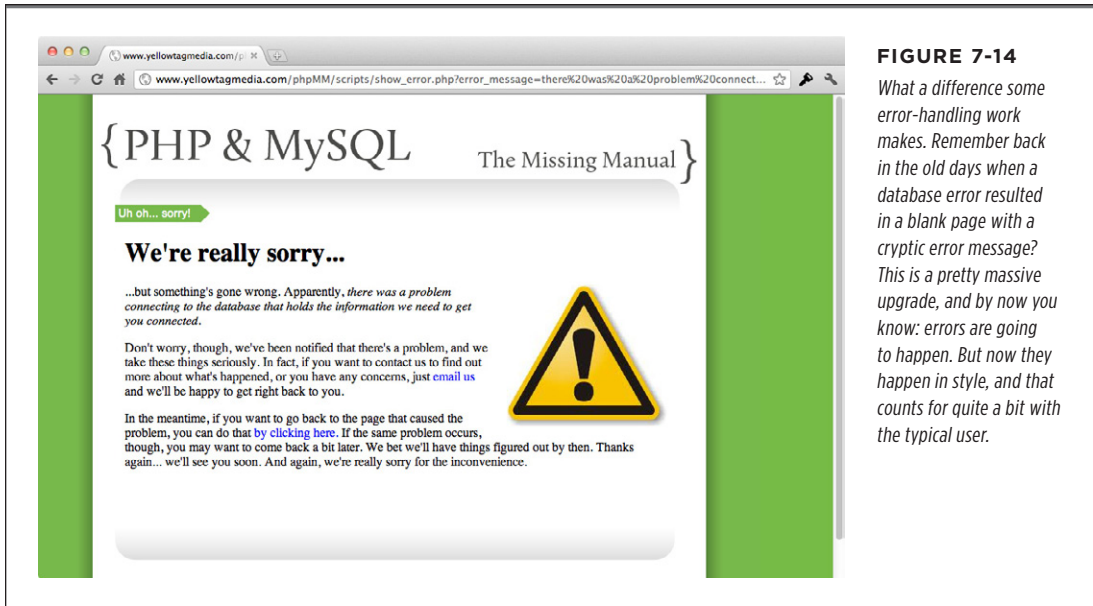 www.yellowtagmedia.com/p
www.yellowtagmedia.com/phpMM/scripts/show_error.php?error_message=there%20was%20a%20problem%20connect...
{PHP & MySQL
The Missing Manual}
Uh oh... sorry!
We're really sorry...
...but something's gone wrong. Apparently, there was a problem
connecting to the database that holds the information we need to get
you connected.
Don't worry, though, we've been notified that there's a problem, and we
take these things seriously. In fact, if you want to contact us to find out
more about what's happened, or you have any concerns, just email us
and we'll be happy to get right back to you.
In the meantime, if you want to go back to the page that caused the
problem, you can do that by clicking here. If the same problem occurs,
though, you may want to come back a bit later. We bet we'll have things figured out by then. Thanks
again... we'll see you soon. And again, we're really sorry for the inconvenience.
FIGURE 7-14
What a difference some
error-handling work
makes. Remember back
in the old days when a
database error resulted
in a blank page with a
cryptic error message?
This is a pretty massive
upgrade, and by now you
know: errors are going
to happen. But now they
happen in style, and that
counts for quite a bit with
the typical user.